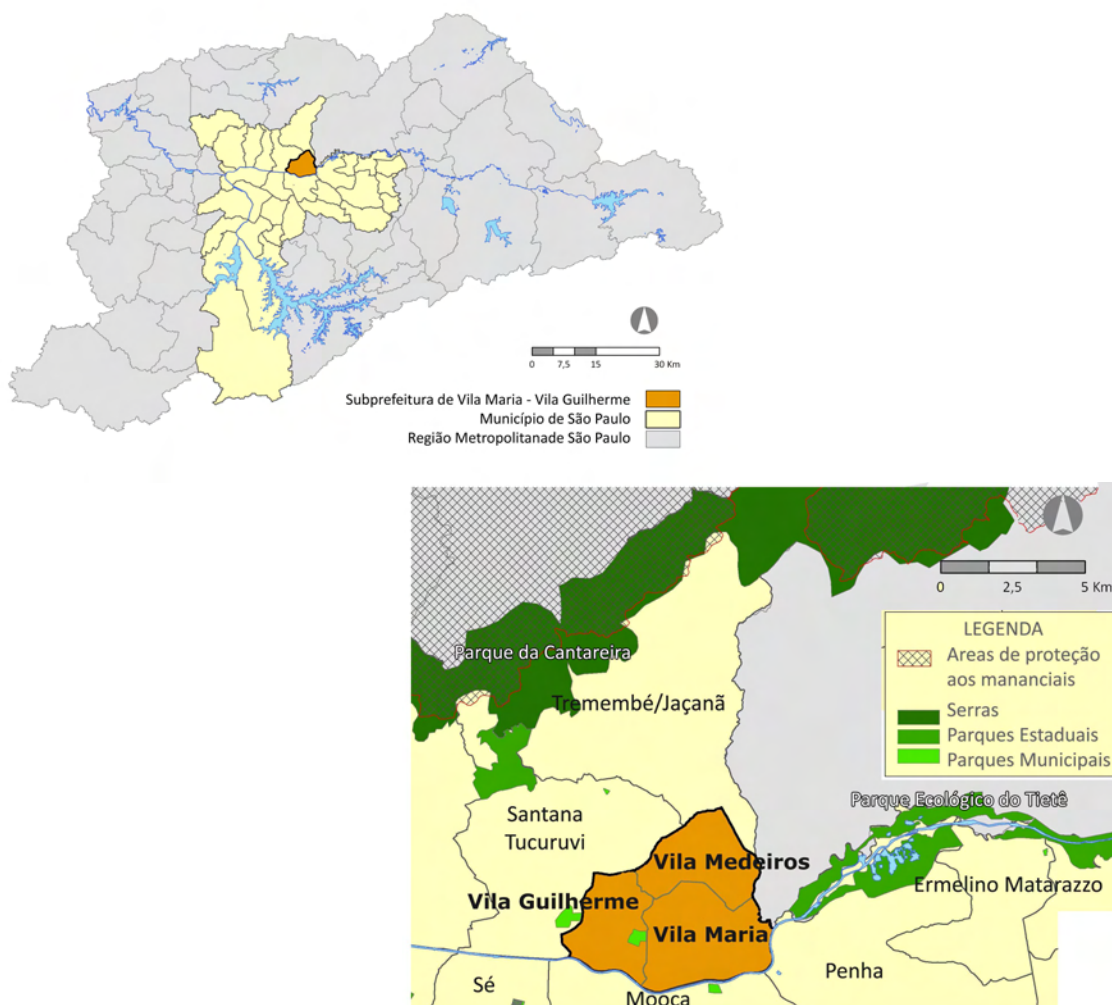 0 7,5 15 30 Km
Subprefeitura de Vila Maria - Vila Guilherme
Município de São Paulo
Região Metropolitanade São Paulo
0 2,5 5 Km
LEGENDA
Areas de proteção
aos mananciais
Serras
Parques Estaduais
Parques Municipais
Parque da Cantareira
Tremembé/Jaçanã
Parque Ecológico do Tietê
Santana
Tucuruvi
Vila Medeiros
Ermelino Matarazzo
Vila Guilherme
Vila Maria
Penha
Sé
Mooca